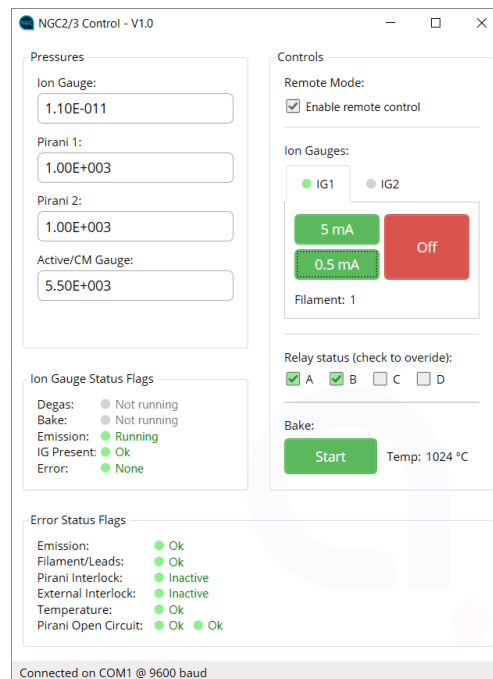 NGC NGC2/3 Control - V1.0
Pressures
Ion Gauge:
1.10E-011
Pirani 1:
1.00E+003
Pirani 2:
1.00E+003
Active/CM Gauge:
5.50E+003
Ion Gauge Status Flags
Degas: Not running
Bake: Not running
Emission: Running
IG Present: Ok
Error: None
Controls
Remote Mode:
Enable remote control
Ion Gauges:
IG1 IG2
5 mA
0.5 mA
Off
Filament: 1
Relay status (check to overide):
A B C D
Bake:
Start Temp: 1024 °C
Error Status Flags
Emission: Ok
Filament/Leads: Ok
Pirani Interlock: Inactive
External Interlock: Inactive
Temperature: Ok
Pirani Open Circuit: Ok Ok
Connected on COM1 @ 9600 baud